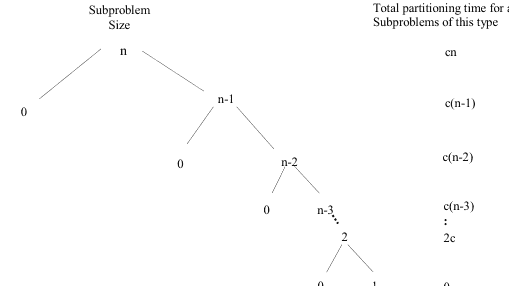 Subproblem
Size
Total partitioning time for a
Subproblems of this type
n
cn
0
n-1
c(n-1)
0
n-2
c(n-2)
0
n-3
c(n-3)
:
2
2c
0
1
0